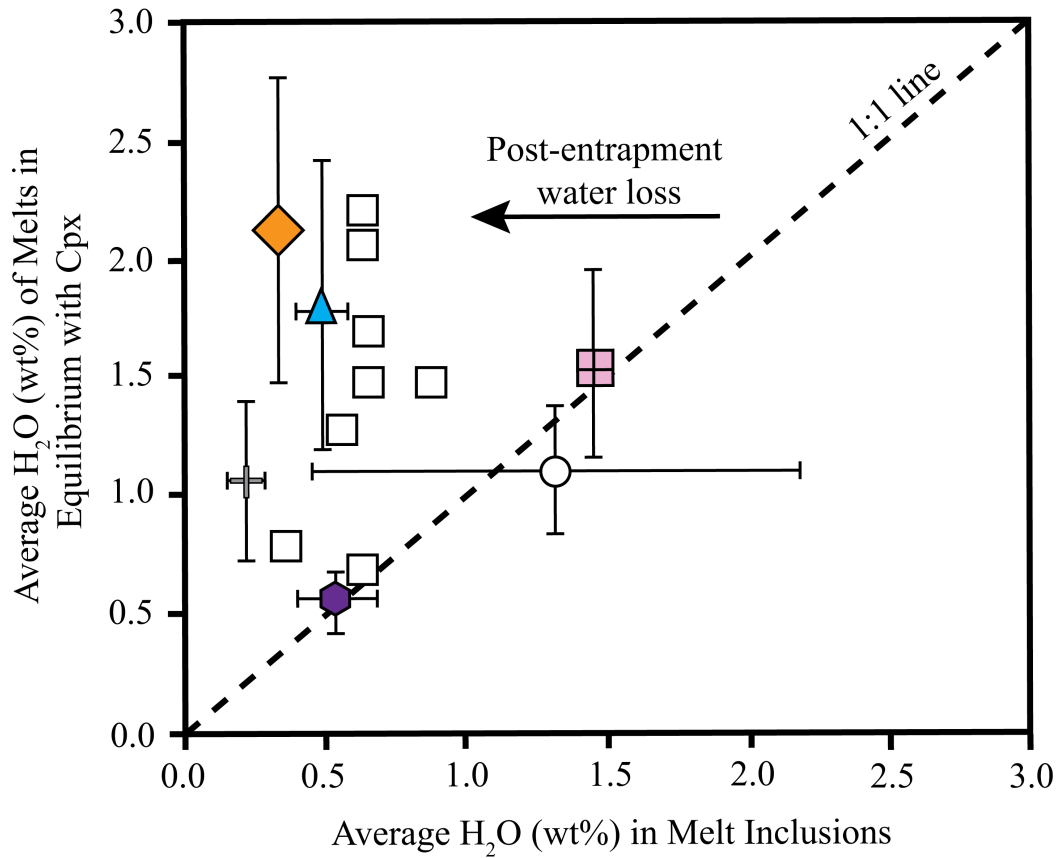 3.0
2.5
2.0
1.5
1.0
0.5
0.0
Average H₂O (wt%) of Melts in
Equilibrium with Cpx
Post-entrapment
water loss
1:1 line
0.0 0.5 1.0 1.5 2.0 2.5 3.0
Average H₂O (wt%) in Melt Inclusions